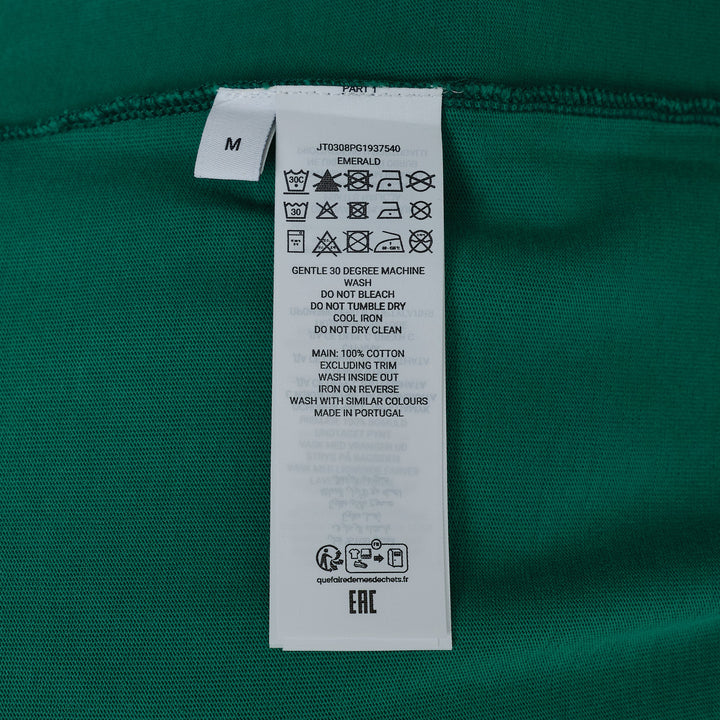 PART 1
M
JT0308PG1937540
EMERALD
30C
30
GENTLE 30 DEGREE MACHINE
WASH
DO NOT BLEACH
DO NOT TUMBLE DRY
COOL IRON
DO NOT DRY CLEAN
MAIN: 100% COTTON
EXCLUDING TRIM
WASH INSIDE OUT
IRON ON REVERSE
WASH WITH SIMILAR COLOURS
MADE IN PORTUGAL
FR
quefairedemesdechets.fr
EAC